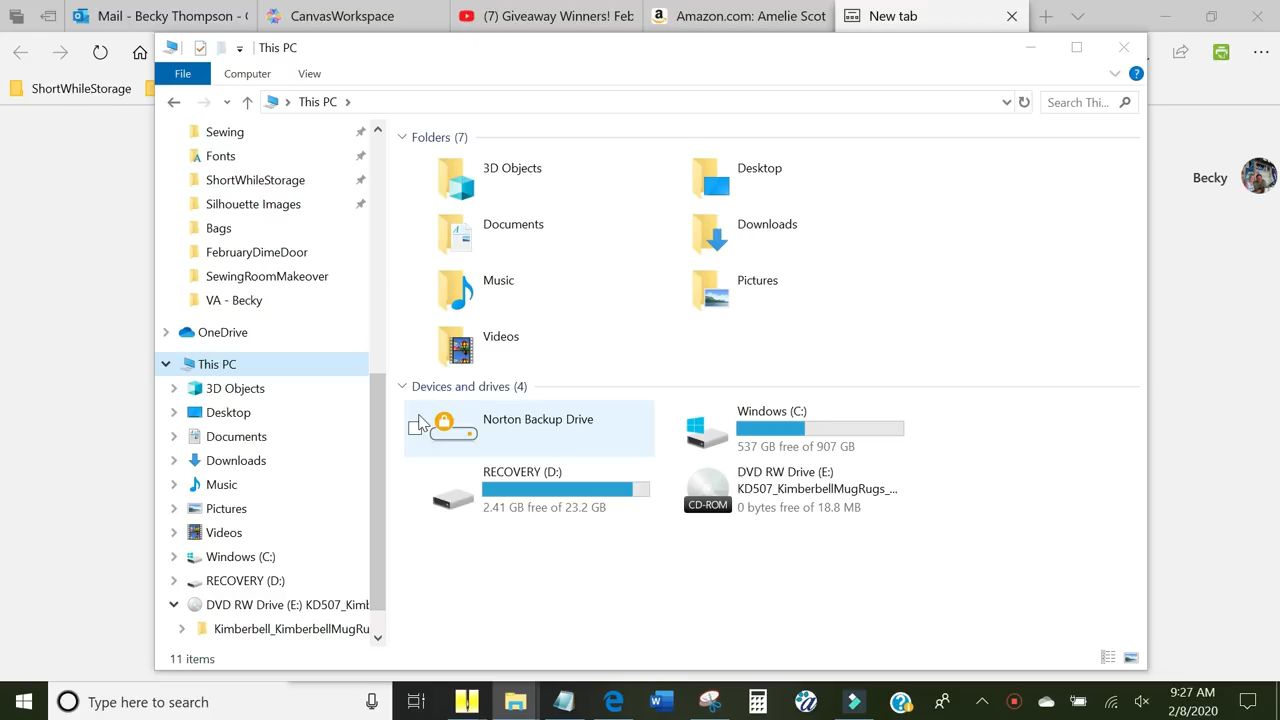 Mail - Becky Thompson - O
CanvasWorkspace
(7) Giveaway Winners! Feb
Amazon.com: Amelie Scot
New tab
This PC
File
Computer
View
This PC
Search Thi...
ShortWhileStorage
Becky
Sewing
Fonts
ShortWhileStorage
Silhouette Images
Bags
FebruaryDimeDoor
SewingRoomMakeover
VA - Becky
OneDrive
This PC
3D Objects
Desktop
Documents
Downloads
Music
Pictures
Videos
Windows (C:)
RECOVERY (D:)
DVD RW Drive (E:) KD507_Kimb
Kimberbell_KimberbellMugRu
Folders (7)
3D Objects
Desktop
Documents
Downloads
Music
Pictures
Videos
Devices and drives (4)
Norton Backup Drive
Windows (C:)
537 GB free of 907 GB
RECOVERY (D:)
2.41 GB free of 23.2 GB
CD-ROM
DVD RW Drive (E:)
KD507_KimberbellMugRugs_...
0 bytes free of 18.8 MB
11 items
Type here to search
9:27 AM
2/8/2020